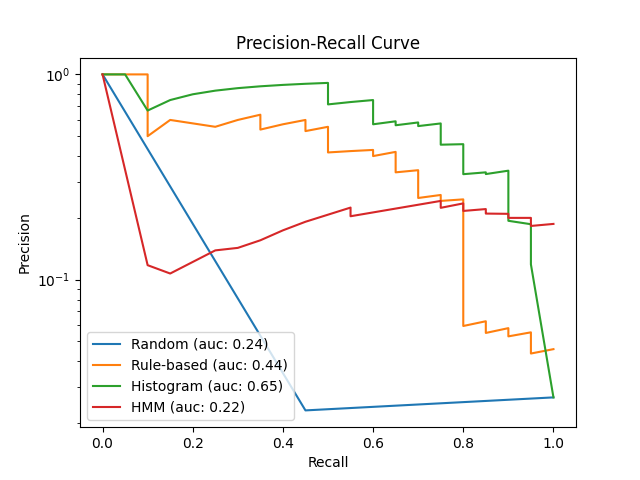 Precision-Recall Curve
Precision
10⁰
10⁻¹
Random (auc: 0.24)
Rule-based (auc: 0.44)
Histogram (auc: 0.65)
HMM (auc: 0.22)
0.0 0.2 0.4 0.6 0.8 1.0
Recall